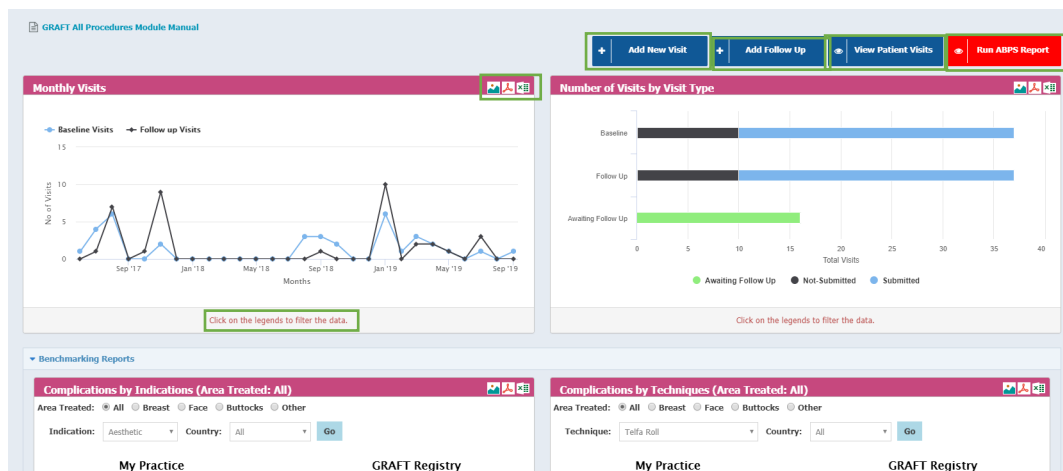 GRAFT All Procedures Module Manual
+ Add New Visit
+ Add Follow Up
View Patient Visits
Run ABPS Report
Monthly Visits
Baseline Visits Follow up Visits
15
10
5
0
No of Visits
Sep '17 Jan '18 May '18 Sep '18 Jan '19 May '19 Sep '19
Months
Click on the legends to filter the data.
Number of Visits by Visit Type
Baseline
Follow Up
Awaiting Follow Up
0 5 10 15 20 25 30 35 40
Total Visits
Awaiting Follow Up Not-Submitted Submitted
Click on the legends to filter the data.
Benchmarking Reports
Complications by Indications (Area Treated: All)
Area Treated: All Breast Face Buttocks Other
Indication: Aesthetic Country: All Go
My Practice GRAFT Registry
Complications by Techniques (Area Treated: All)
Area Treated: All Breast Face Buttocks Other
Technique: Telfa Roll Country: All Go
My Practice GRAFT Registry